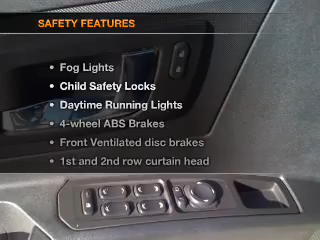 SAFETY FEATURES
• Fog Lights
• Child Safety Locks
• Daytime Running Lights
• 4-wheel ABS Brakes
• Front Ventilated disc brakes
• 1st and 2nd row curtain head